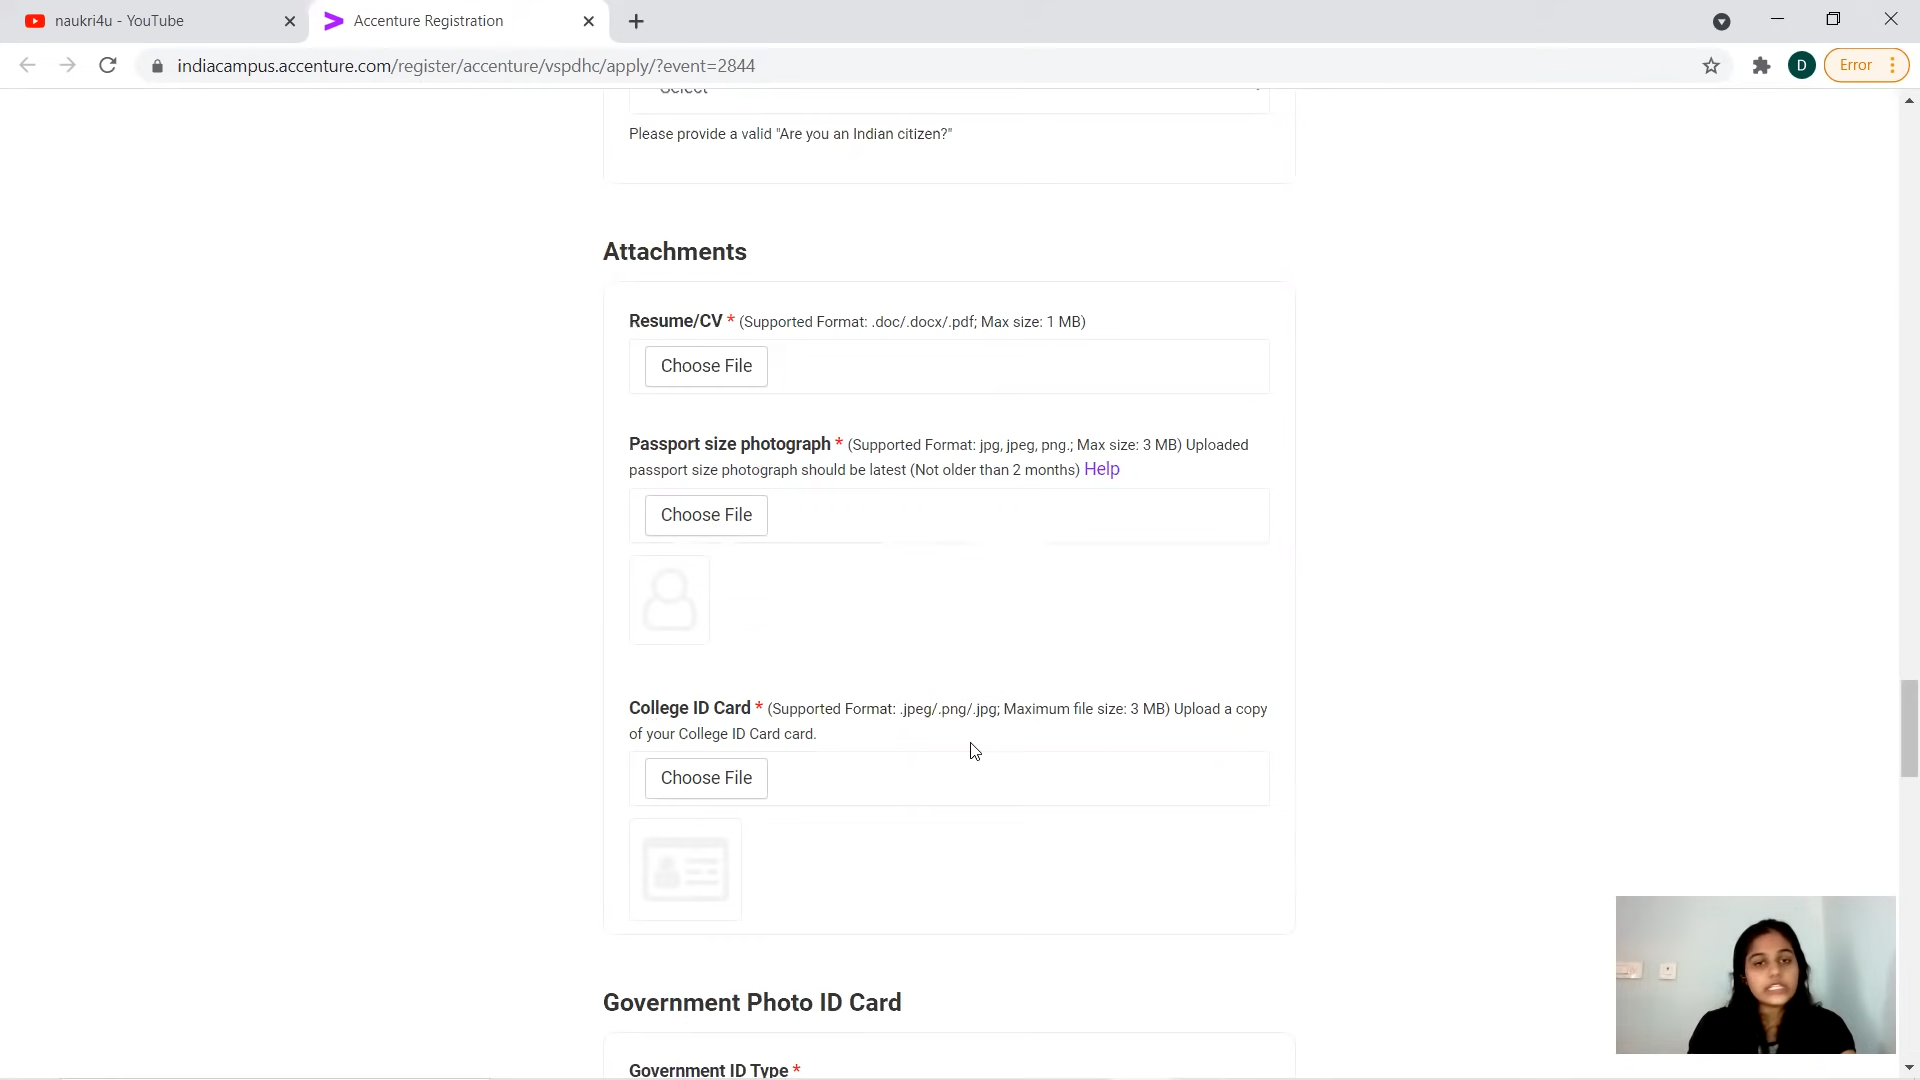 naukri4u - YouTube
Accenture Registration
indiacampus.accenture.com/register/accenture/vspdhc/apply/?event=2844
D
Error
Select
Please provide a valid "Are you an Indian citizen?"
Attachments
Resume/CV * (Supported Format: .doc/.docx/.pdf; Max size: 1 MB)
Choose File
Passport size photograph * (Supported Format: jpg, jpeg, png.; Max size: 3 MB) Uploaded
passport size photograph should be latest (Not older than 2 months) Help
Choose File
College ID Card * (Supported Format: .jpeg/.png/.jpg; Maximum file size: 3 MB) Upload a copy
of your College ID Card card.
Choose File
Government Photo ID Card
Government ID Type *